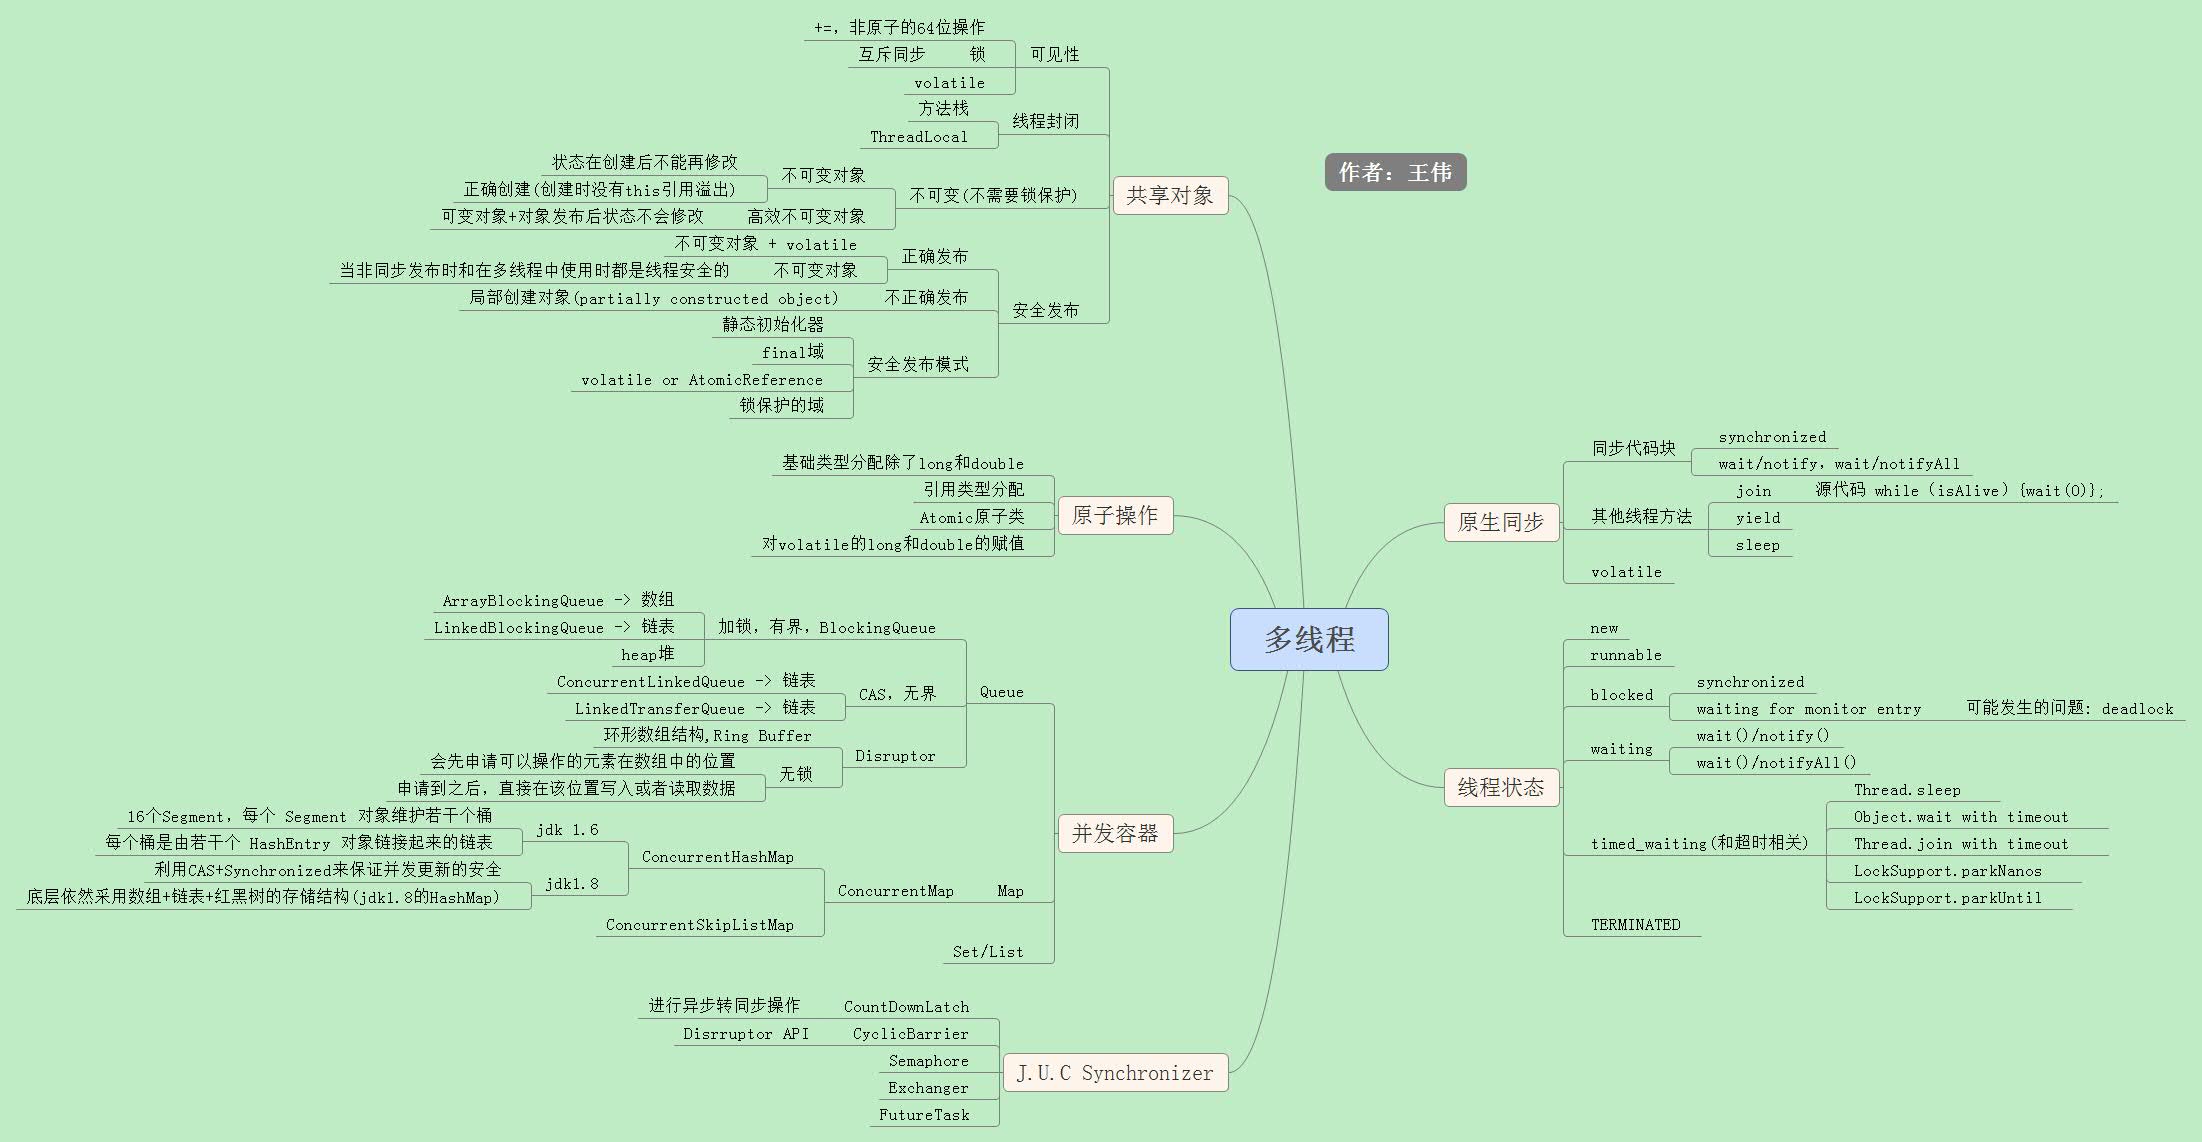 作者：王伟
多线程
共享对象
可见性
+=，非原子的64位操作
锁
互斥同步
volatile
线程封闭
方法栈
ThreadLocal
不可变(不需要锁保护)
不可变对象
状态在创建后不能再修改
正确创建(创建时没有this引用溢出)
高效不可变对象
可变对象+对象发布后状态不会修改
安全发布
正确发布
不可变对象 + volatile
不可变对象
当非同步发布时和在多线程中使用时都是线程安全的
不正确发布
局部创建对象(partially constructed object)
安全发布模式
静态初始化器
final域
volatile or AtomicReference
锁保护的域
原子操作
基础类型分配除了long和double
引用类型分配
Atomic原子类
对volatile的long和double的赋值
并发容器
Queue
加锁，有界，BlockingQueue
ArrayBlockingQueue -> 数组
LinkedBlockingQueue -> 链表
heap堆
CAS，无界
ConcurrentLinkedQueue -> 链表
LinkedTransferQueue -> 链表
Disruptor
环形数组结构,Ring Buffer
无锁
会先申请可以操作的元素在数组中的位置
申请到之后，直接在该位置写入或者读取数据
Map
ConcurrentMap
ConcurrentHashMap
jdk 1.6
16个Segment，每个 Segment 对象维护若干个桶
每个桶是由若干个 HashEntry 对象链接起来的链表
jdk1.8
利用CAS+Synchronized来保证并发更新的安全
底层依然采用数组+链表+红黑树的存储结构(jdk1.8的HashMap)
ConcurrentSkipListMap
Set/List
J.U.C Synchronizer
CountDownLatch
进行异步转同步操作
CyclicBarrier
Disrruptor API
Semaphore
Exchanger
FutureTask
原生同步
同步代码块
synchronized
wait/notify，wait/notifyAll
其他线程方法
join
源代码 while (isAlive) {wait(0)};
yield
sleep
volatile
线程状态
new
runnable
blocked
synchronized
waiting for monitor entry
可能发生的问题: deadlock
waiting
wait()/notify()
wait()/notifyAll()
timed_waiting(和超时相关)
Thread.sleep
Object.wait with timeout
Thread.join with timeout
LockSupport.parkNanos
LockSupport.parkUntil
TERMINATED